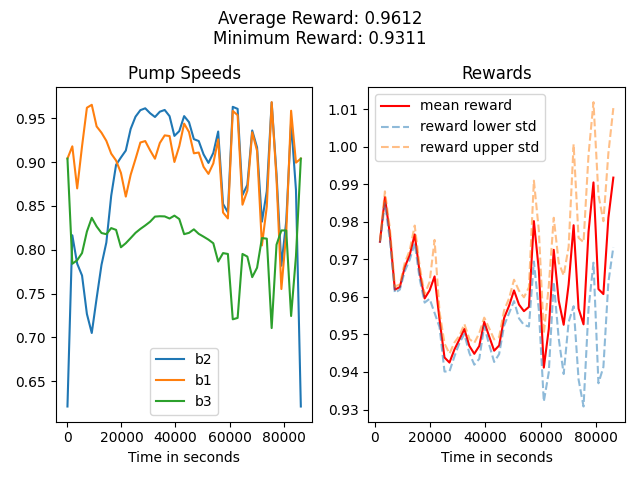 Average Reward: 0.9612
Minimum Reward: 0.9311
Pump Speeds
0.95
0.90
0.85
0.80
0.75
0.70
0.65
b2
b1
b3
0 20000 40000 60000 80000
Time in seconds
Rewards
mean reward
reward lower std
reward upper std
1.01
1.00
0.99
0.98
0.97
0.96
0.95
0.94
0.93
0 20000 40000 60000 80000
Time in seconds